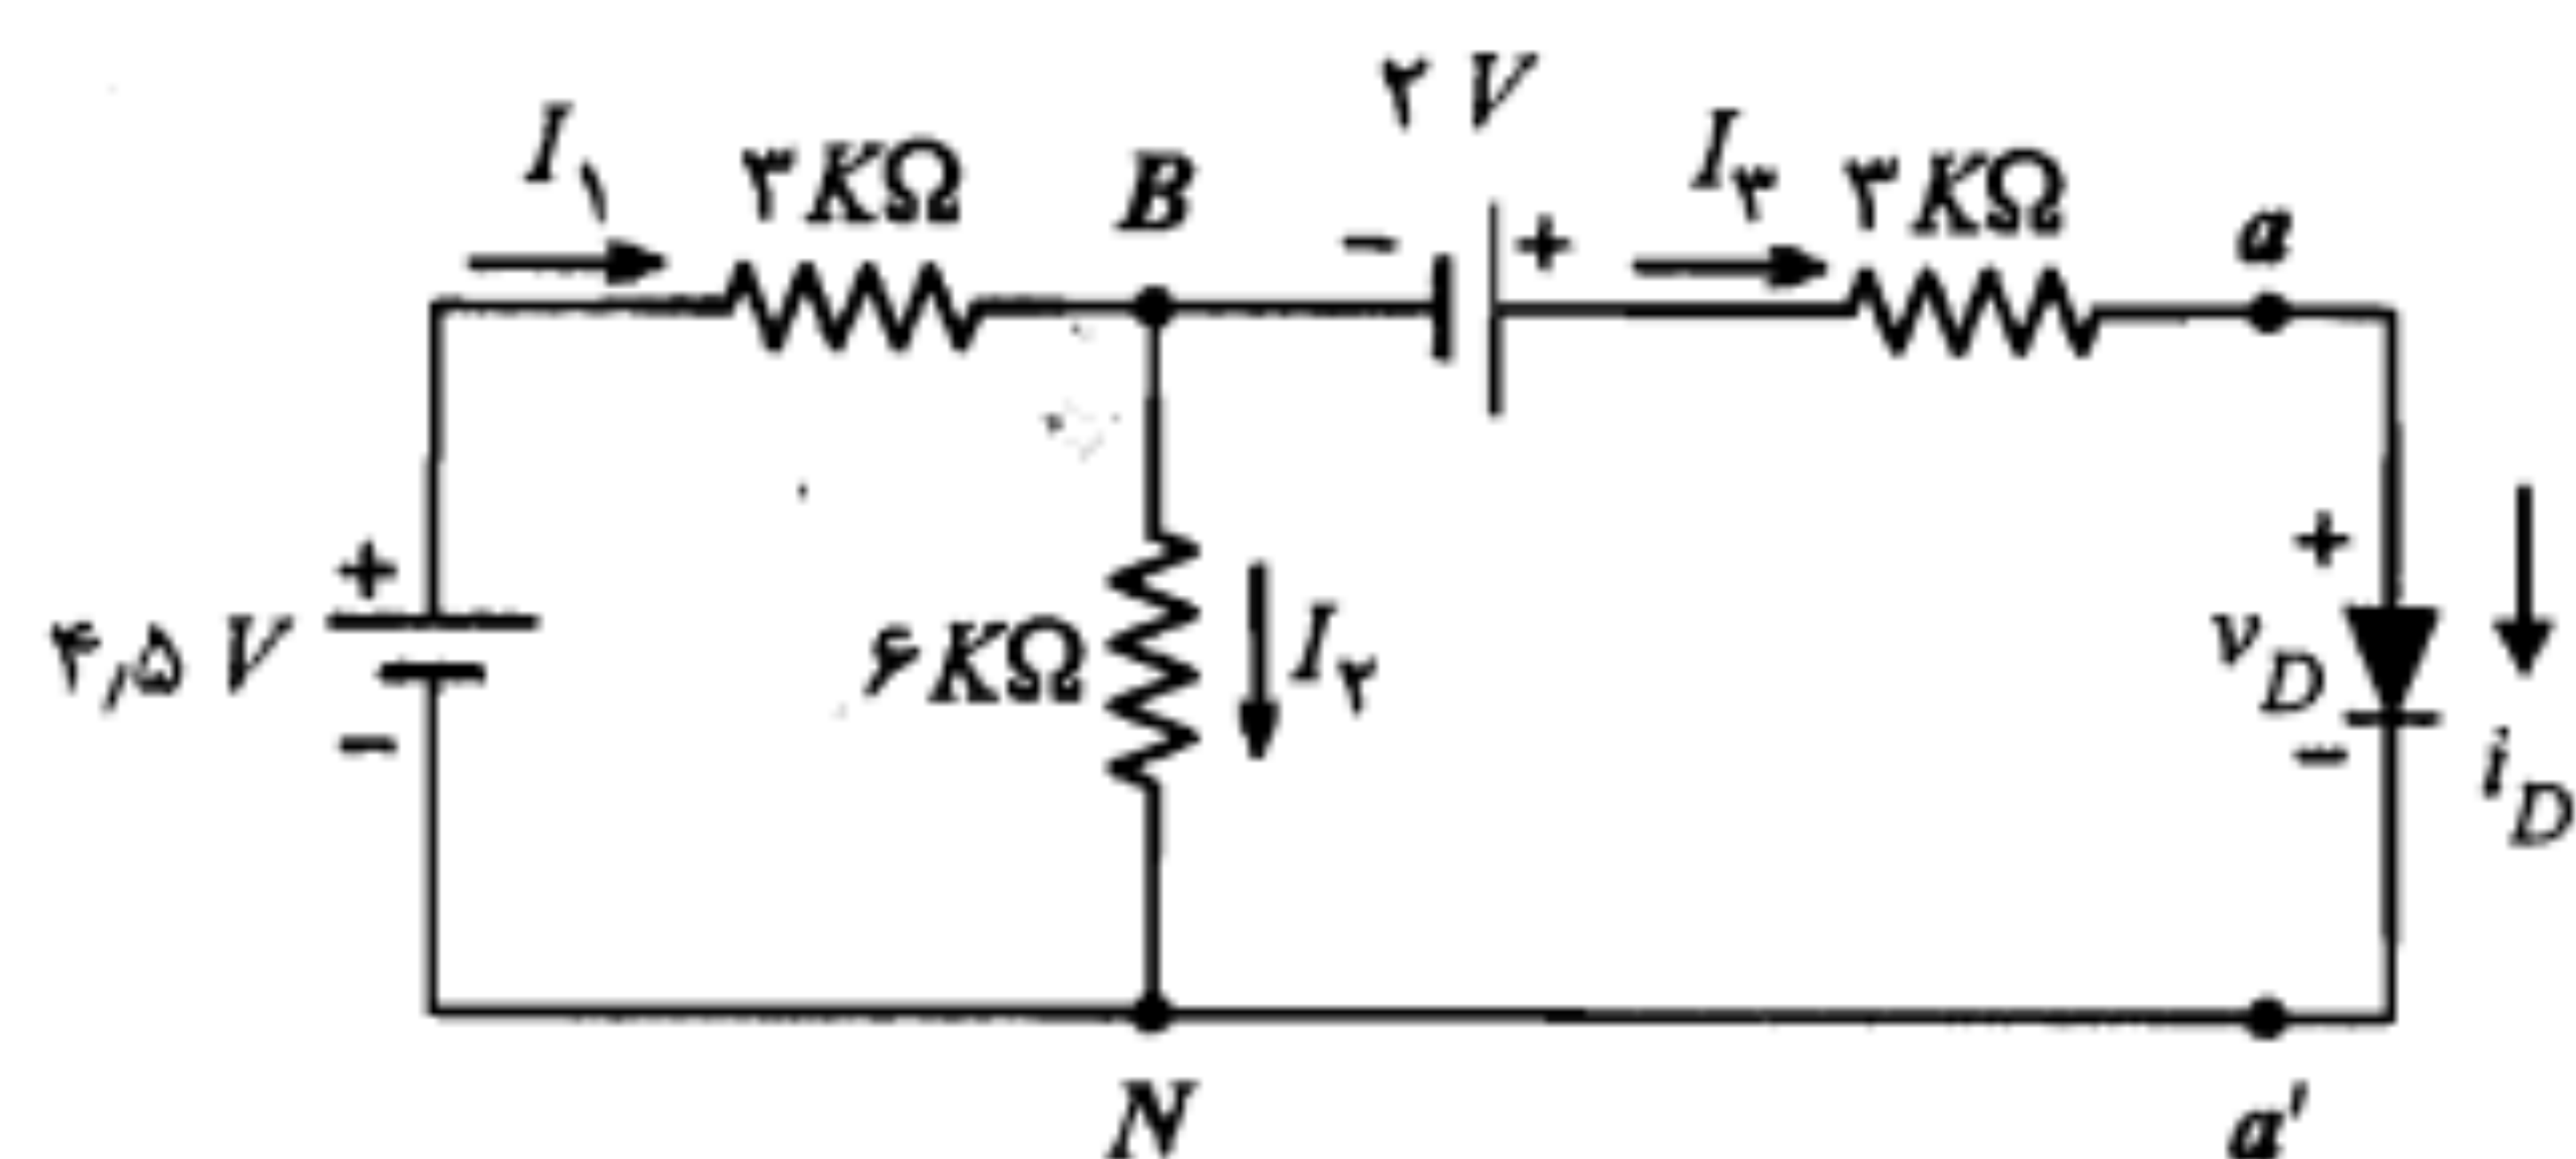 ۲ V
I۱ ۳ KΩ B - + I۳ ۳ KΩ a
+ ۴٫۵ V -
۶ KΩ I۲
+ vD - iD
N a'